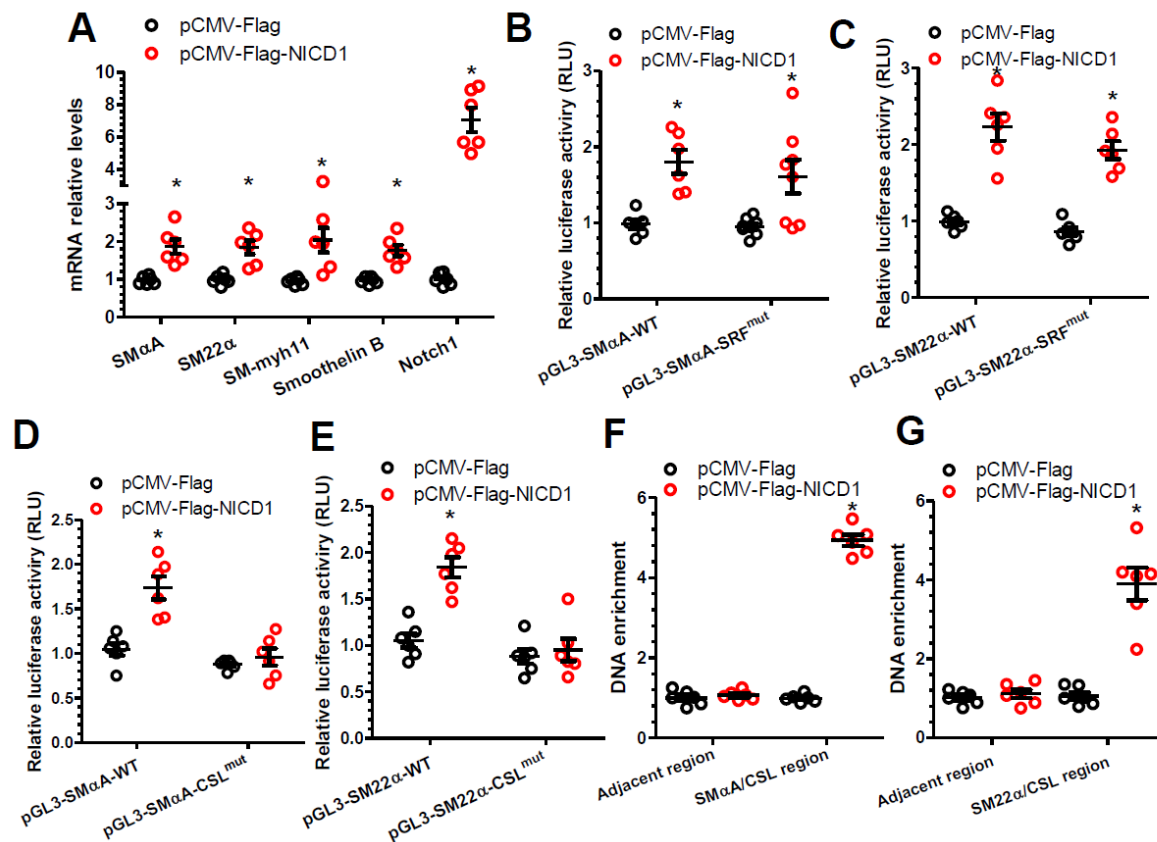 A
pCMV-Flag
pCMV-Flag-NICD1
mRNA relative levels
10
8
6
4
3
2
1
0
*
*
*
*
*
SMαA
SM22α
SM-myh11
Smoothelin B
Notch1
B
pCMV-Flag
pCMV-Flag-NICD1
Relative luciferase activiry (RLU)
3
2
1
0
*
*
pGL3-SMαA-WT
pGL3-SMαA-SRFmut
C
pCMV-Flag
pCMV-Flag-NICD1
Relative luciferase activiry (RLU)
3
2
1
0
*
*
pGL3-SM22α-WT
pGL3-SM22α-SRFmut
D
pCMV-Flag
pCMV-Flag-NICD1
Relative luciferase activiry (RLU)
2.5
2.0
1.5
1.0
0.5
0.0
*
pGL3-SMαA-WT
pGL3-SMαA-CSLmut
E
pCMV-Flag
pCMV-Flag-NICD1
Relative luciferase activiry (RLU)
2.5
2.0
1.5
1.0
0.5
0.0
*
pGL3-SM22α-WT
pGL3-SM22α-CSLmut
F
pCMV-Flag
pCMV-Flag-NICD1
DNA enrichment
6
4
2
0
*
Adjacent region
SMαA/CSL region
G
pCMV-Flag
pCMV-Flag-NICD1
DNA enrichment
6
4
2
0
*
Adjacent region
SM22α/CSL region